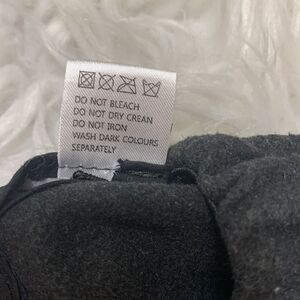 DO NOT BLEACH
DO NOT DRY CREAN
DO NOT IRON
WASH DARK COLOURS
SEPARATELY